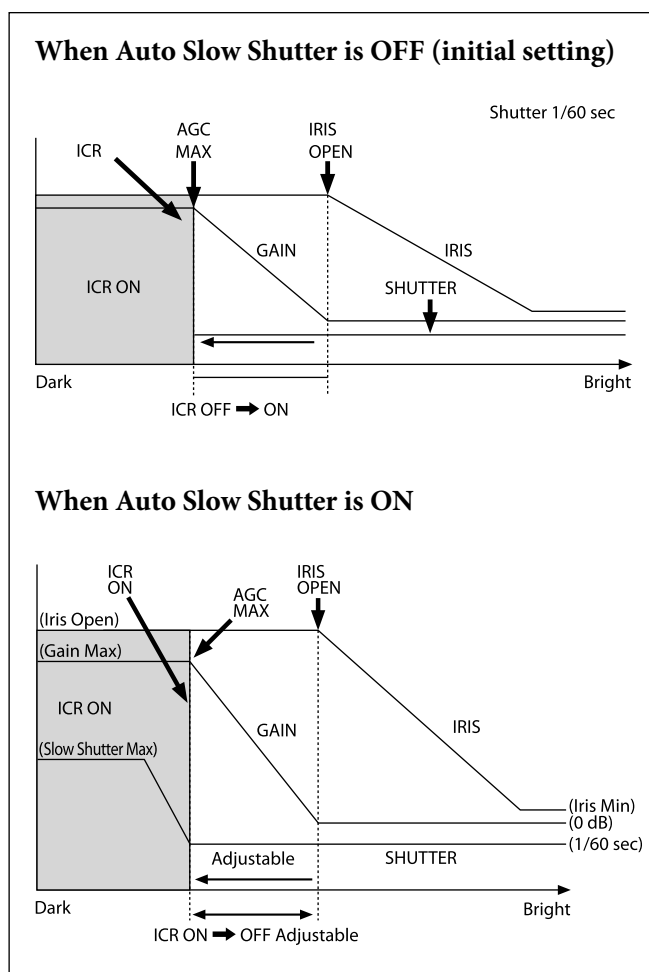 When Auto Slow Shutter is OFF (initial setting)
Shutter 1/60 sec
ICR
AGC
MAX
IRIS
OPEN
GAIN
IRIS
ICR ON
SHUTTER
Dark
Bright
ICR OFF ➡ ON
When Auto Slow Shutter is ON
ICR
ON
AGC
MAX
IRIS
OPEN
(Iris Open)
(Gain Max)
ICR ON
GAIN
IRIS
(Slow Shutter Max)
(Iris Min)
(0 dB)
(1/60 sec)
Adjustable
SHUTTER
Dark
Bright
ICR ON ➡ OFF Adjustable